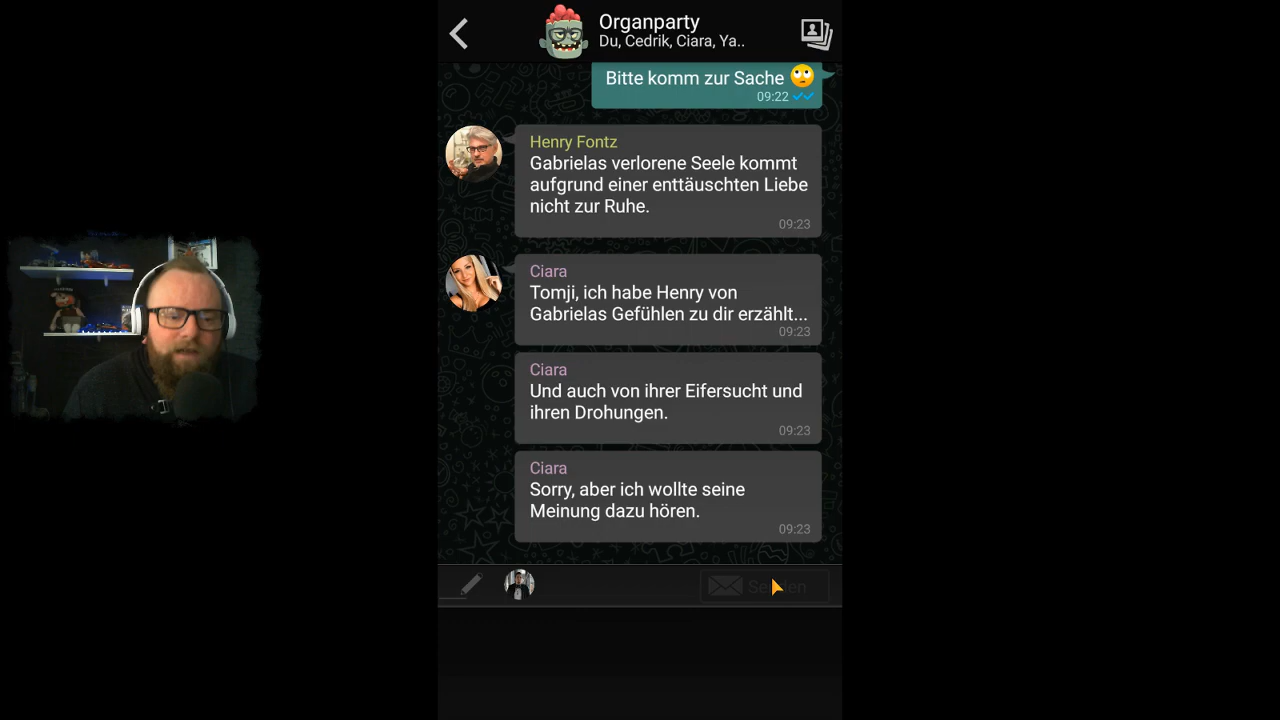 Organparty
Du, Cedrik, Ciara, Ya..
Bitte komm zur Sache 🙄
09:22
Henry Fontz
Gabrielas verlorene Seele kommt
aufgrund einer enttäuschten Liebe
nicht zur Ruhe.
09:23
Ciara
Tomji, ich habe Henry von
Gabrielas Gefühlen zu dir erzählt...
09:23
Ciara
Und auch von ihrer Eifersucht und
ihren Drohungen.
09:23
Ciara
Sorry, aber ich wollte seine
Meinung dazu hören.
09:23
Senden